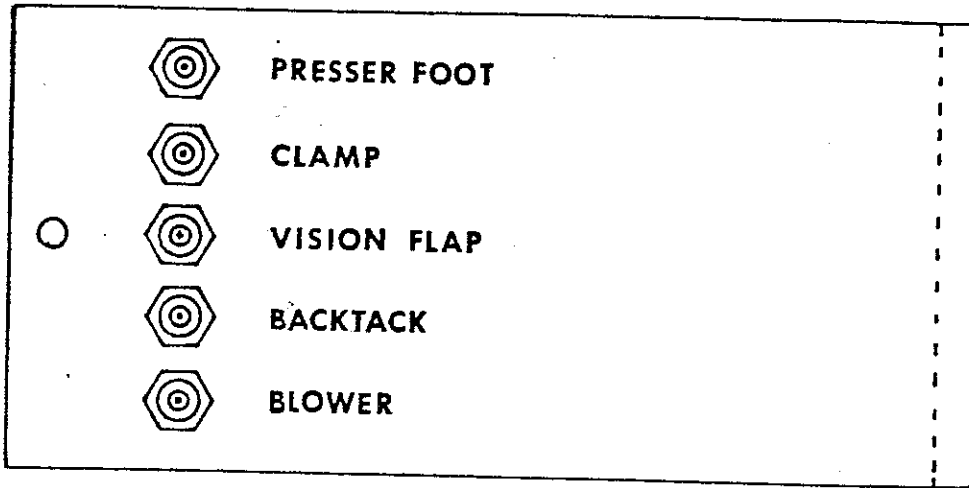 PRESSER FOOT
CLAMP
VISION FLAP
BACKTACK
BLOWER